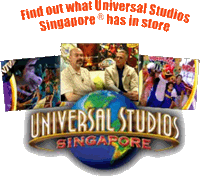 Find out what Universal Studios
Singapore ® has in store
UNIVERSAL STUDIOS
SINGAPORE